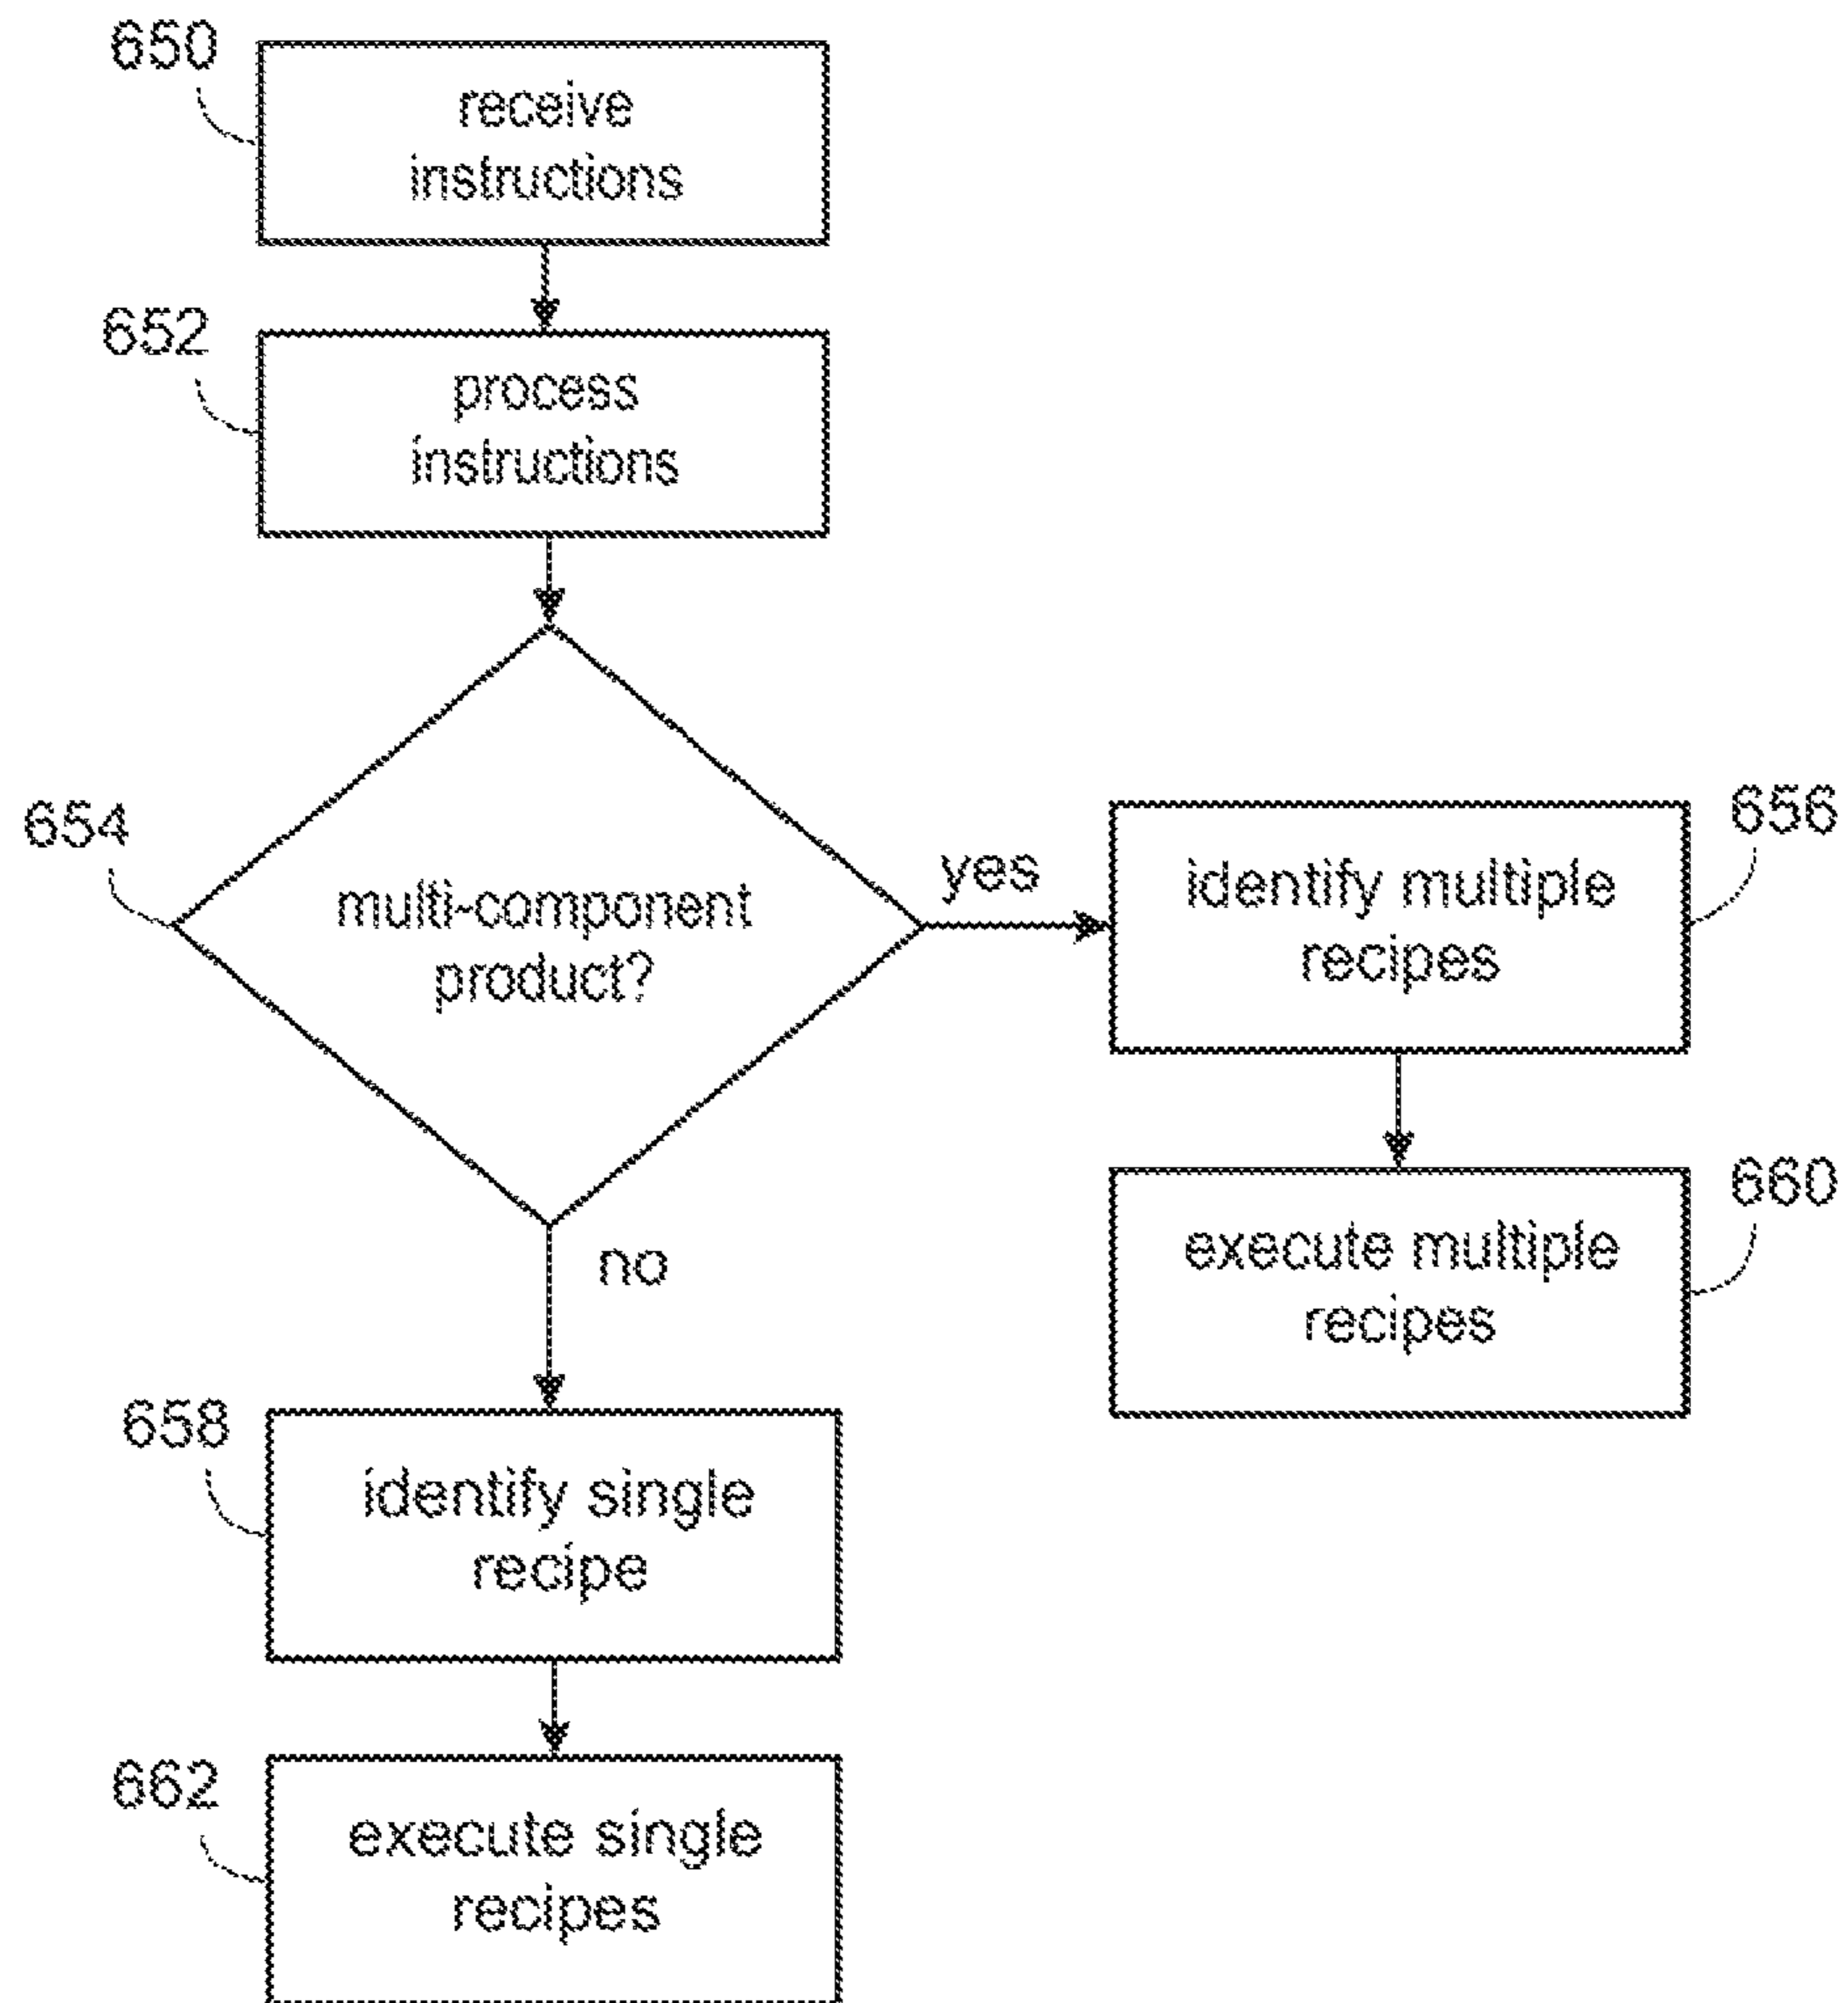 650
receive
instructions
652
process
instructions
654
multi-component
product?
yes
656
identify multiple
recipes
660
execute multiple
recipes
no
658
identify single
recipe
662
execute single
recipes